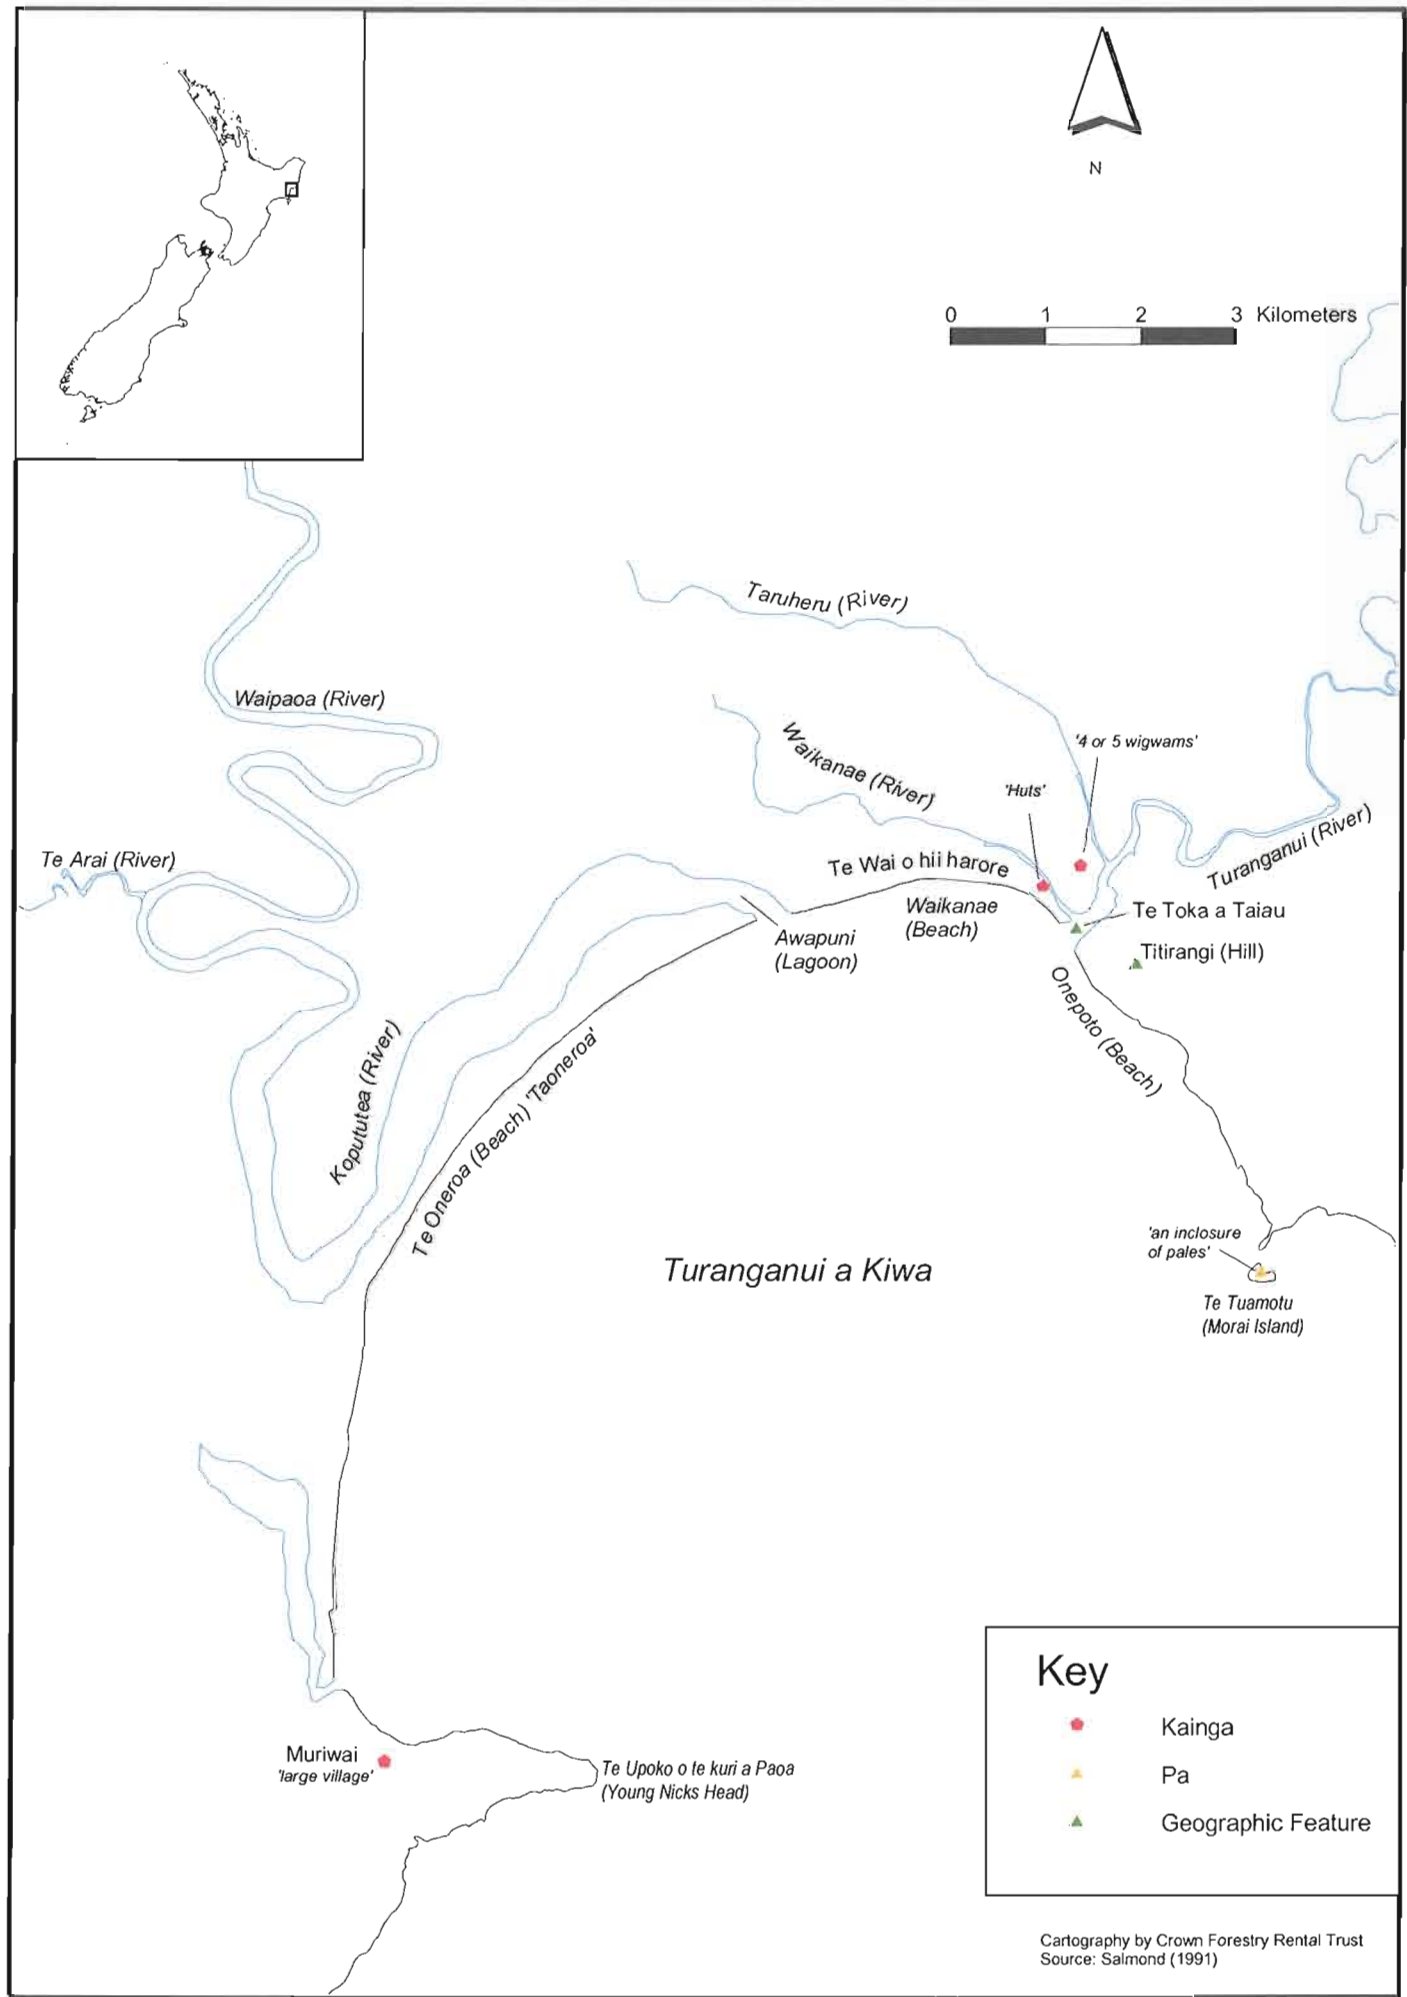 N
0 1 2 3 Kilometers
Taruheru (River)
Waipaoa (River)
Waikanae (River)
'4 or 5 wigwams'
'Huts'
Te Arai (River)
Te Wai o hii harore
Turanganui (River)
Waikanae
(Beach)
Te Toka a Taiau
Awapuni
(Lagoon)
Titirangi (Hill)
Onepoto (Beach)
Kopututea (River)
Te Oneroa (Beach) 'Taoneroa'
'an inclosure
of pales'
Turanganui a Kiwa
Te Tuamotu
(Morai Island)
Key
Kainga
Pa
Geographic Feature
Muriwai
'large village'
Te Upoko o te kuri a Paoa
(Young Nicks Head)
Cartography by Crown Forestry Rental Trust
Source: Salmond (1991)